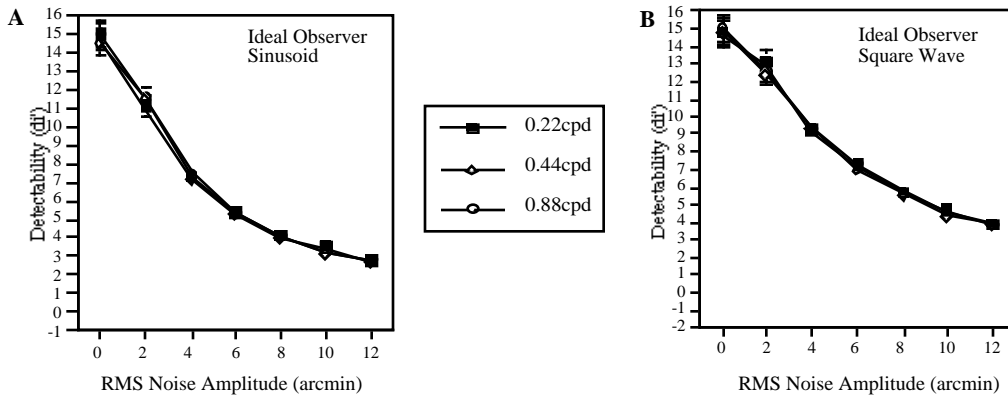 A
16
15
14
13
12
11
10
9
8
7
6
5
4
3
2
1
0
-1
Detectability (di')
Ideal Observer
Sinusoid
0 2 4 6 8 10 12
RMS Noise Amplitude (arcmin)
0.22cpd
0.44cpd
0.88cpd
B
16
15
14
13
12
11
10
9
8
7
6
5
4
3
2
1
0
-1
-2
Detectability (di')
Ideal Observer
Square Wave
0 2 4 6 8 10 12
RMS Noise Amplitude (arcmin)